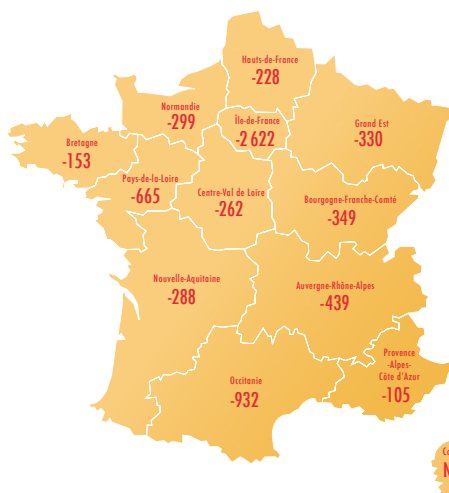 Hauts-de-France
-228
Normandie
-299
Île-de-France
-2 622
Grand Est
-330
Bretagne
-153
Pays-de-la-Loire
-665
Centre-Val de Loire
-262
Bourgogne-Franche-Comté
-349
Nouvelle-Aquitaine
-288
Auvergne-Rhône-Alpes
-439
Provence
-Alpes-
Côte d'Azur
-105
Occitanie
-932